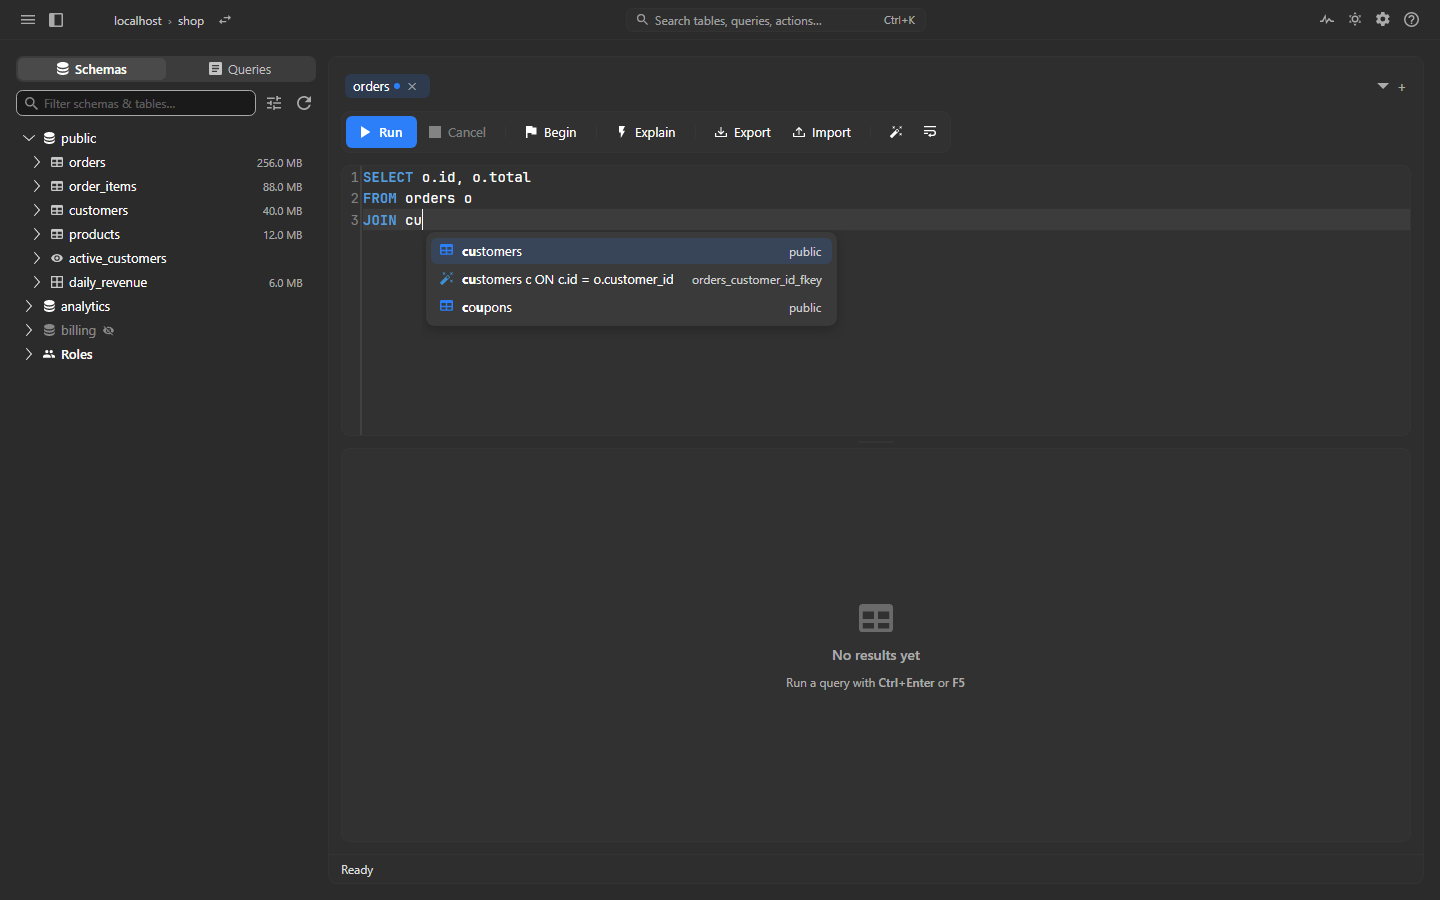 localhost › shop
Search tables, queries, actions... Ctrl+K
Schemas
Queries
Filter schemas & tables...
public
orders 256.0 MB
order_items 88.0 MB
customers 40.0 MB
products 12.0 MB
active_customers
daily_revenue 6.0 MB
analytics
billing
Roles
orders
Run
Cancel
Begin
Explain
Export
Import
1 SELECT o.id, o.total
2 FROM orders o
3 JOIN cu
customers public
customers c ON c.id = o.customer_id orders_customer_id_fkey
coupons public
No results yet
Run a query with Ctrl+Enter or F5
Ready